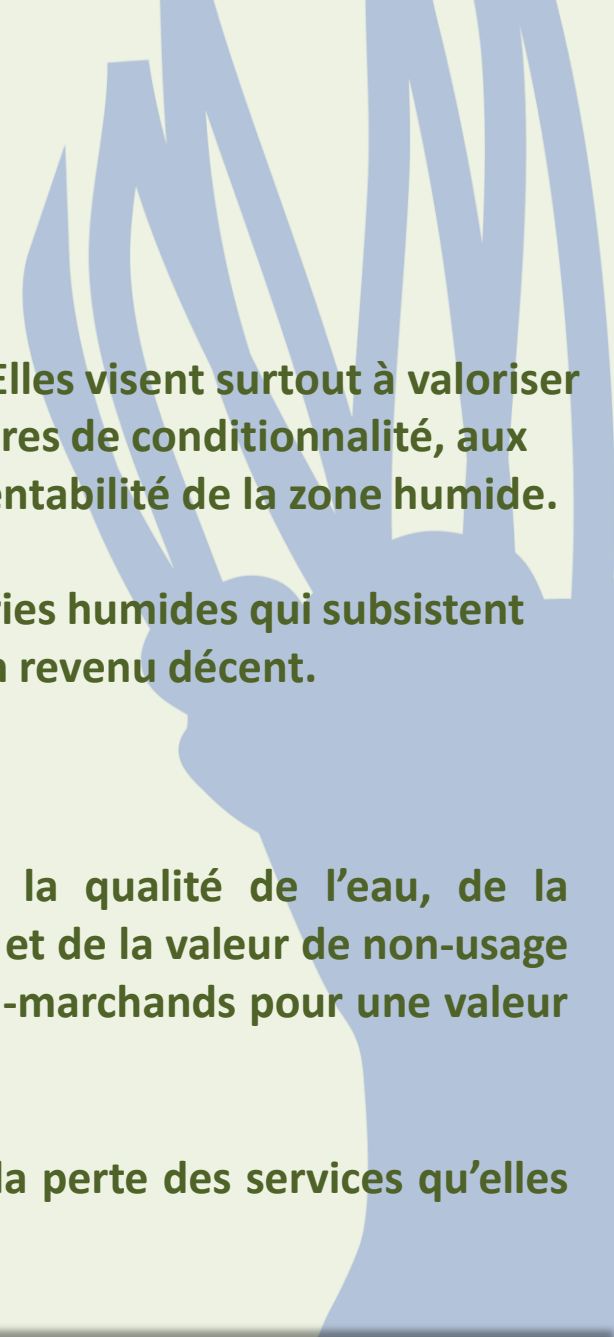 Elles visent surtout à valoriser
res de conditionnalité, aux
entabilité de la zone humide.
ries humides qui subsistent
n revenu décent.
la qualité de l’eau, de la
et de la valeur de non-usage
-marchands pour une valeur
la perte des services qu’elles